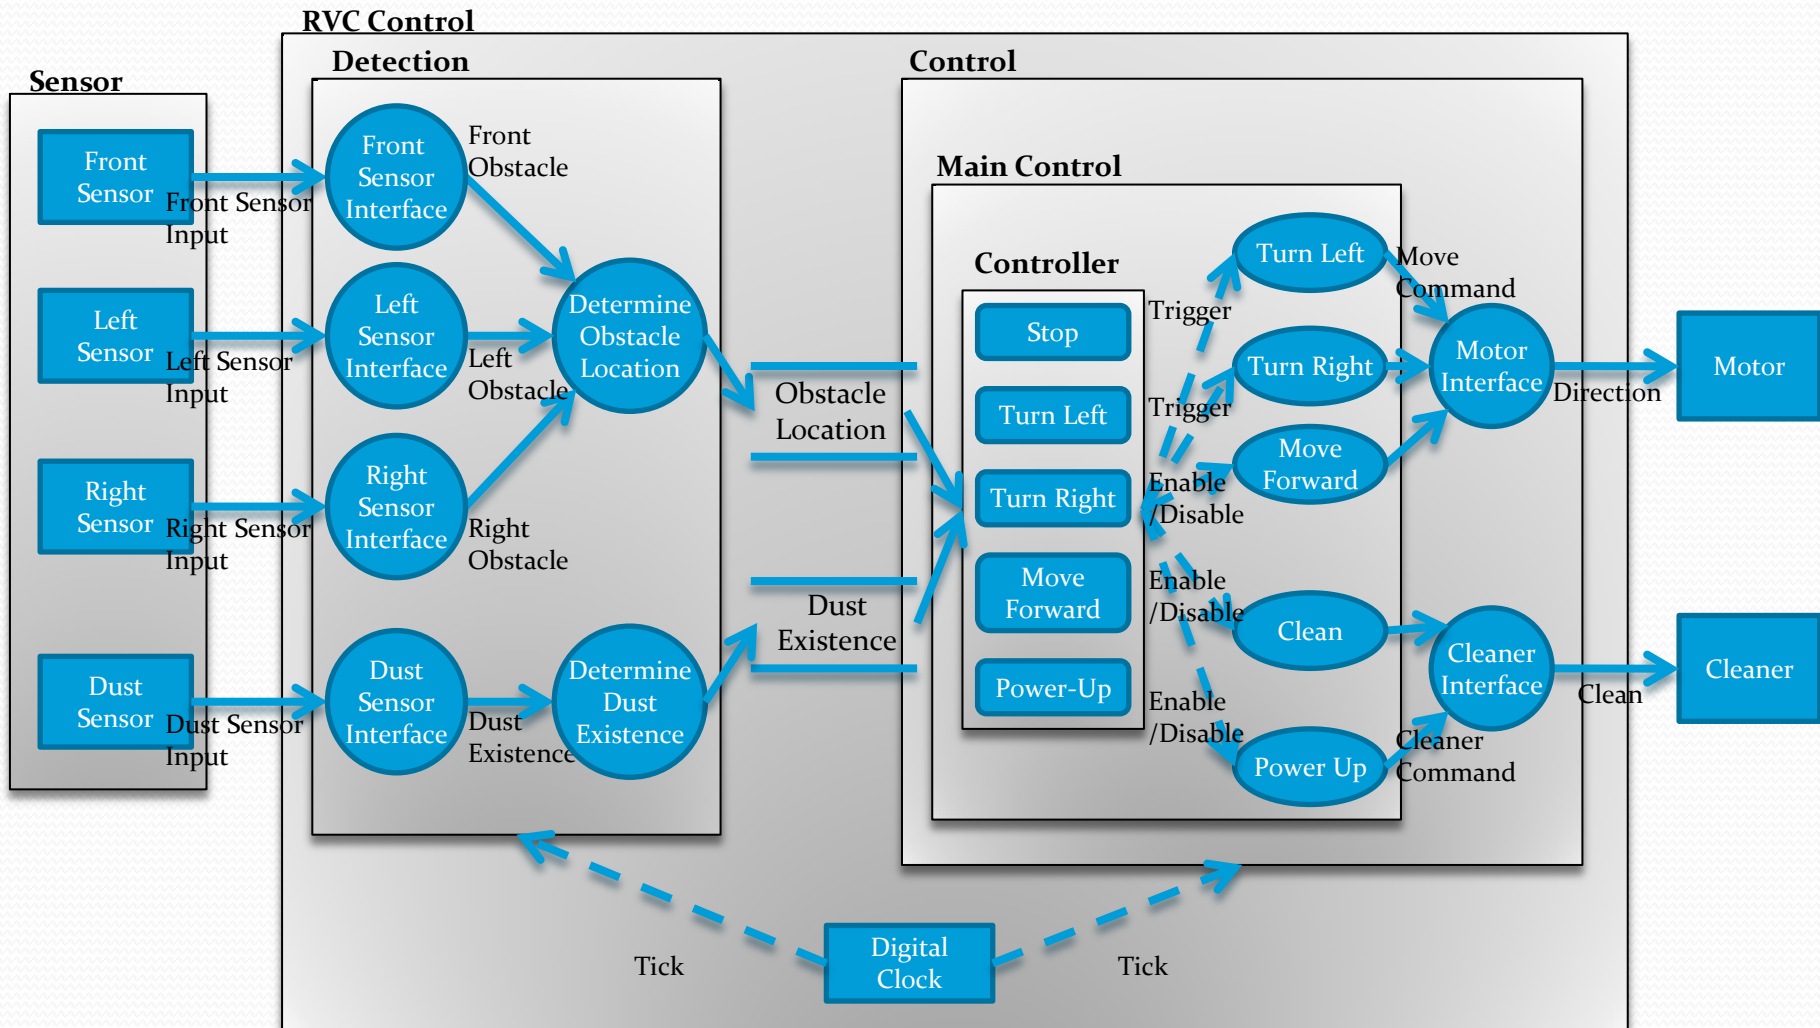 RVC Control
Detection
Control
Sensor
Main Control
Controller
Front
Sensor
Front Sensor
Input
Front
Sensor
Interface
Front
Obstacle
Left
Sensor
Left Sensor
Input
Left
Sensor
Interface
Left
Obstacle
Determine
Obstacle
Location
Right
Sensor
Right Sensor
Input
Right
Sensor
Interface
Right
Obstacle
Dust
Sensor
Dust Sensor
Input
Dust
Sensor
Interface
Dust
Existence
Determine
Dust
Existence
Obstacle
Location
Dust
Existence
Stop
Turn Left
Turn Right
Move
Forward
Power-Up
Trigger
Trigger
Enable
/Disable
Enable
/Disable
Enable
/Disable
Turn Left
Turn Right
Move
Forward
Clean
Power Up
Move
Command
Motor
Interface
Direction
Motor
Cleaner
Interface
Cleaner
Command
Clean
Cleaner
Tick
Digital
Clock
Tick